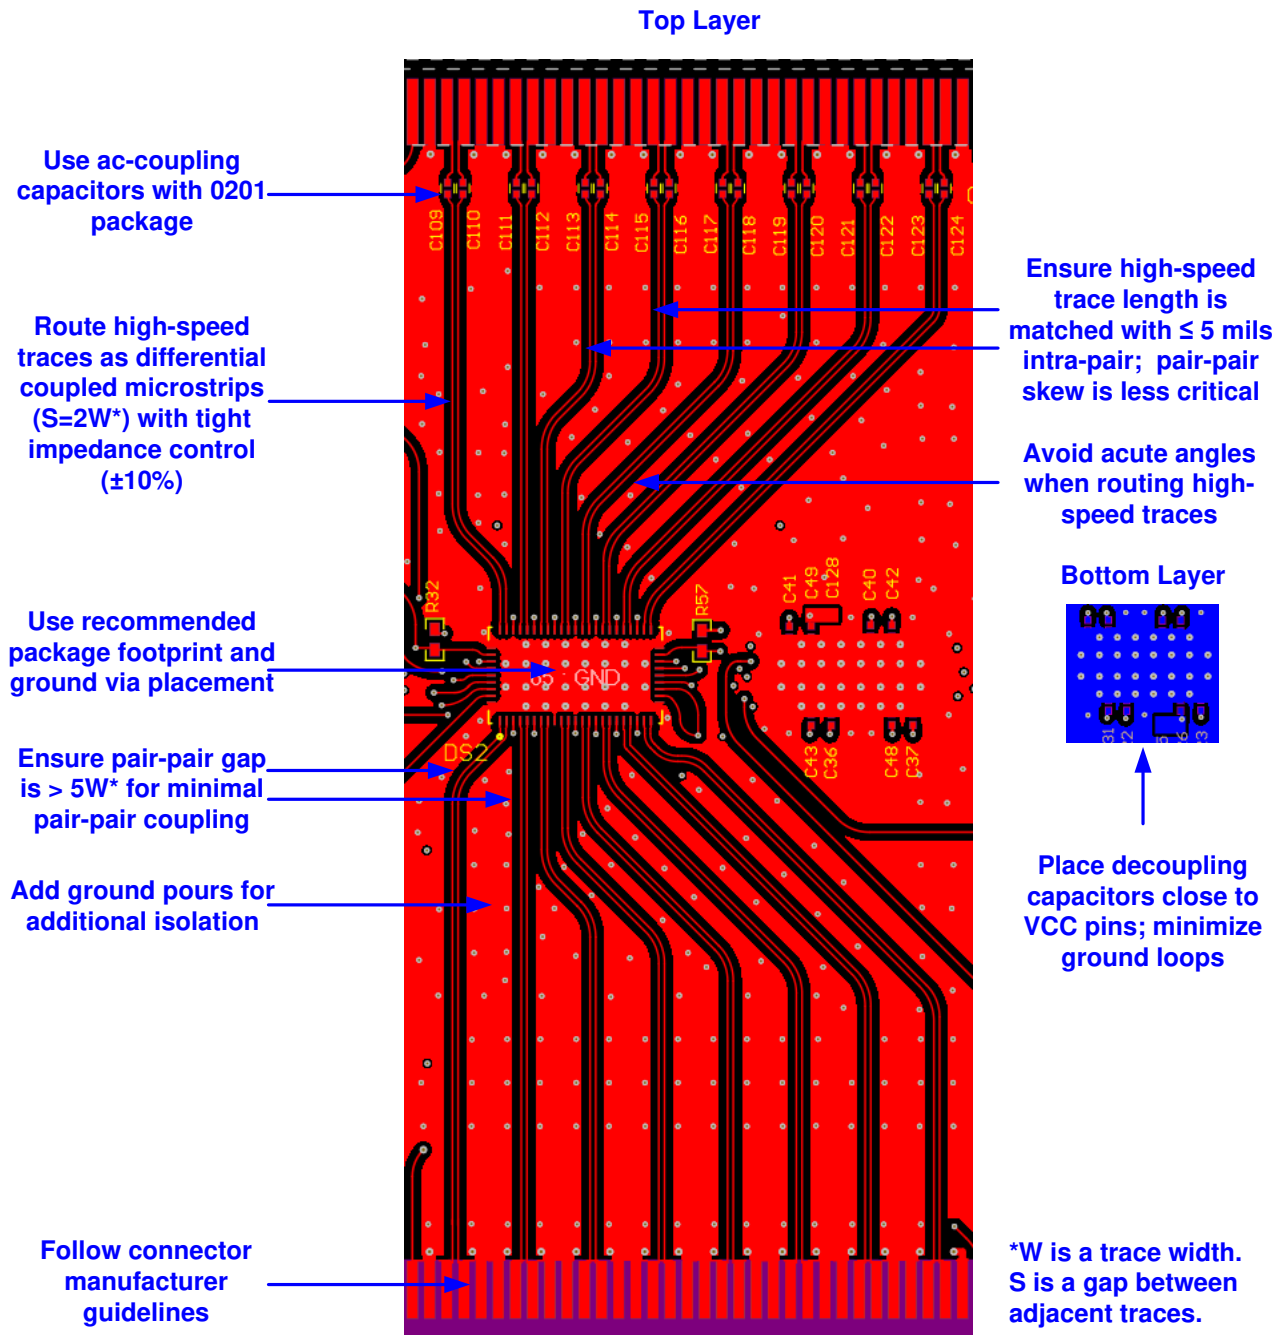 Top Layer
Use ac-coupling
capacitors with 0201
package
C109
C110
C111
C112
C113
C114
C115
C116
C117
C118
C119
C120
C121
C122
C123
C124
Route high-speed
traces as differential
coupled microstrips
(S=2W*) with tight
impedance control
(±10%)
Ensure high-speed
trace length is
matched with ≤ 5 mils
intra-pair; pair-pair
skew is less critical
Avoid acute angles
when routing high-
speed traces
Bottom Layer
R32
R57
C41
C49
C128
C40
C42
Use recommended
package footprint and
ground via placement
65 : GND
DS2
C43
C36
C48
C37
Ensure pair-pair gap
is > 5W* for minimal
pair-pair coupling
Add ground pours for
additional isolation
Place decoupling
capacitors close to
VCC pins; minimize
ground loops
Follow connector
manufacturer
guidelines
*W is a trace width.
S is a gap between
adjacent traces.